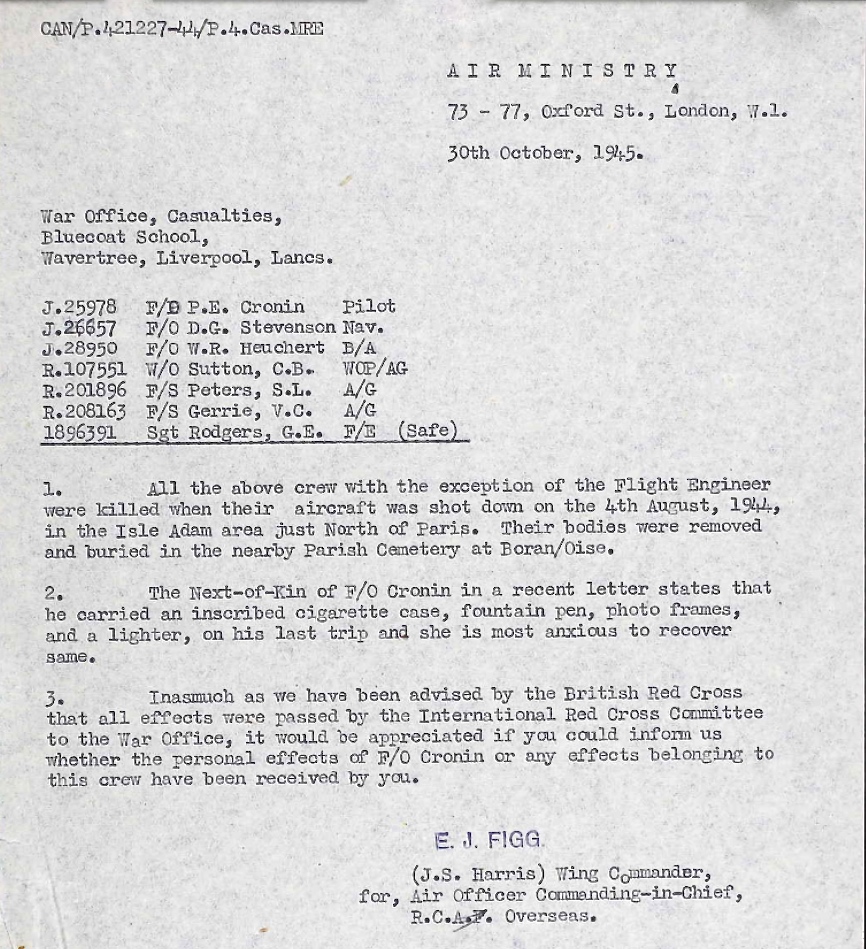 CAN/P.421227-44/P.4.Cas.MRE
AIR MINISTRY
73 - 77, Oxford St., London, W.1.
30th October, 1945.
War Office, Casualties,
Bluecoat School,
Wavertree, Liverpool, Lancs.
J.25978 F/O P.E. Cronin Pilot
J.26657 F/O D.G. Stevenson Nav.
J.28950 F/O W.R. Heuchert B/A
R.107551 W/O Sutton, C.B. WOP/AG
R.201896 F/S Peters, S.L. A/G
R.208163 F/S Gerrie, V.C. A/G
1896391 Sgt Rodgers, G.E. F/E (Safe)
1. All the above crew with the exception of the Flight Engineer
were killed when their aircraft was shot down on the 4th August, 1944,
in the Isle Adam area just North of Paris. Their bodies were removed
and buried in the nearby Parish Cemetery at Boran/Oise.
2. The Next-of-Kin of F/O Cronin in a recent letter states that
he carried an inscribed cigarette case, fountain pen, photo frames,
and a lighter, on his last trip and she is most anxious to recover
same.
3. Inasmuch as we have been advised by the British Red Cross
that all effects were passed by the International Red Cross Committee
to the War Office, it would be appreciated if you could inform us
whether the personal effects of F/O Cronin or any effects belonging to
this crew have been received by you.
E. J. FIGG.
(J.S. Harris) Wing Commander,
for, Air Officer Commanding-in-Chief,
R.C.A.F. Overseas.